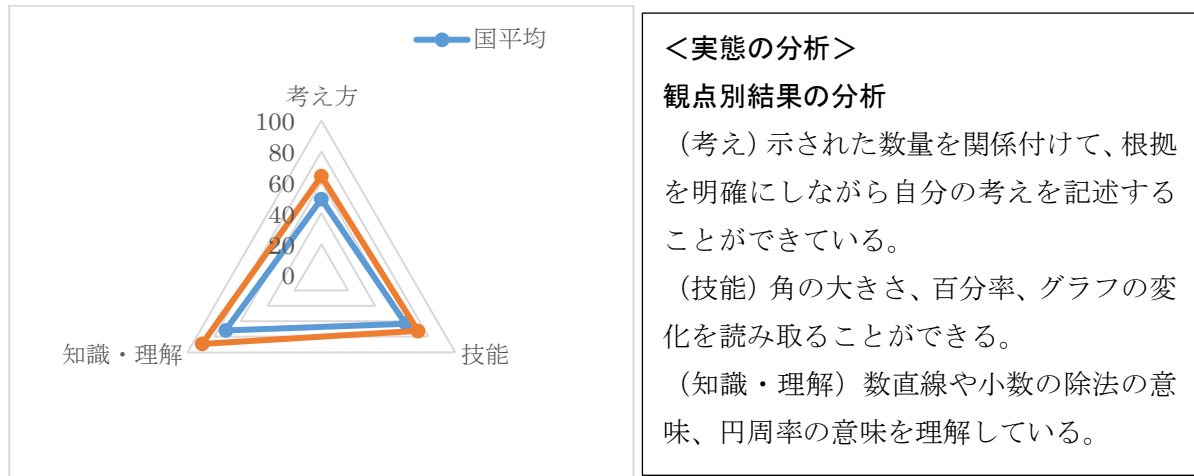 国平均
考え方
100
80
60
40
20
0
知識・理解
技能
＜実態の分析＞
観点別結果の分析
（考え）示された数量を関係付けて、根拠
を明確にしながら自分の考えを記述する
ことができている。
（技能）角の大きさ、百分率、グラフの変
化を読み取ることができる。
（知識・理解）数直線や小数の除法の意
味、円周率の意味を理解している。